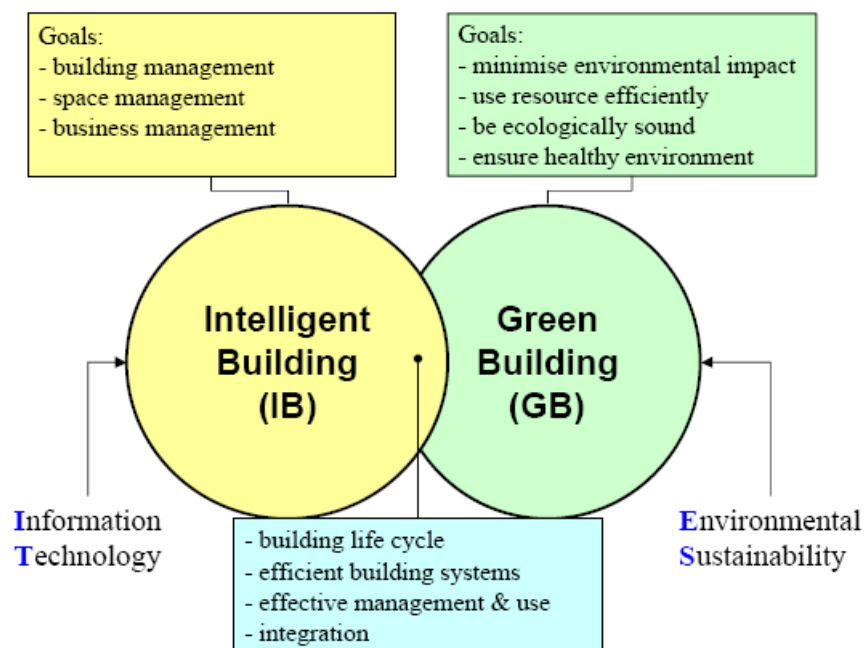 Goals:
- building management
- space management
- business management
Goals:
- minimise environmental impact
- use resource efficiently
- be ecologically sound
- ensure healthy environment
Intelligent
Building
(IB)
Green
Building
(GB)
Information
Technology
Environmental
Sustainability
- building life cycle
- efficient building systems
- effective management & use
- integration